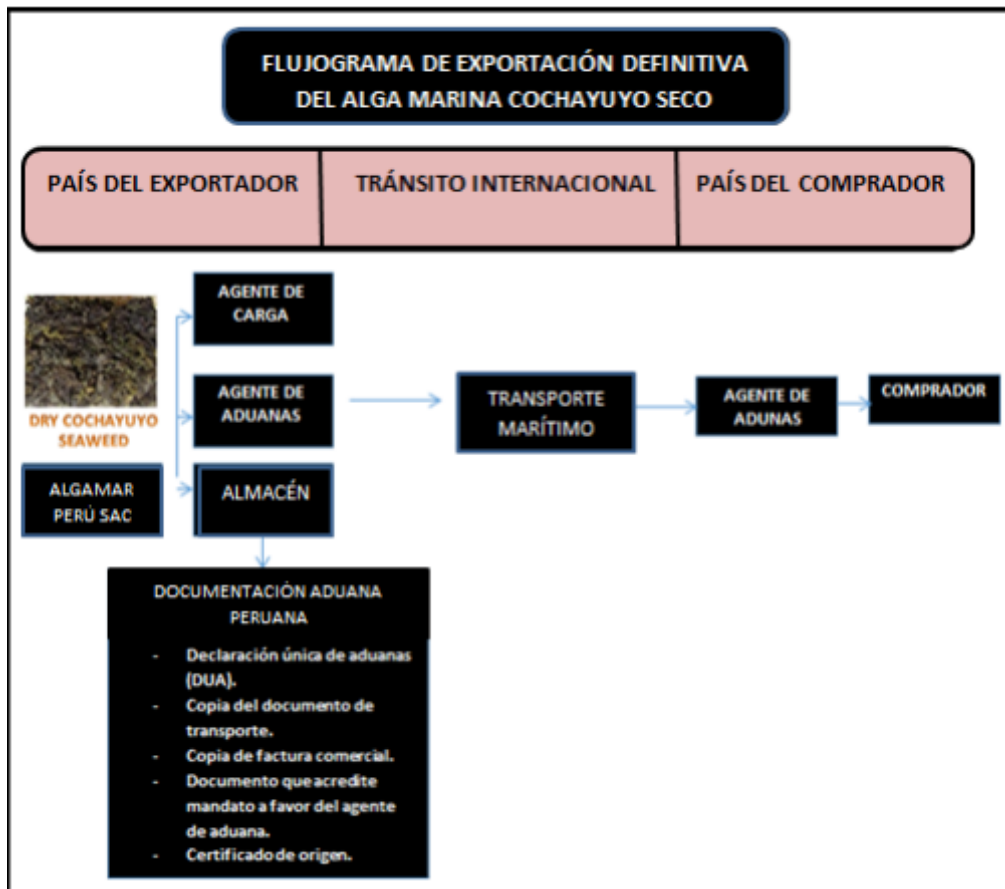 FLUJOGRAMA DE EXPORTACIÓN DEFINITIVA
DEL ALGA MARINA COCHAYUYO SECO
PAÍS DEL EXPORTADOR
TRÁNSITO INTERNACIONAL
PAÍS DEL COMPRADOR
DRY COCHAYUYO
SEAWEED
ALGAMAR
PERÚ SAC
AGENTE DE
CARGA
AGENTE DE
ADUANAS
ALMACÉN
TRANSPORTE
MARÍTIMO
AGENTE DE
ADUNAS
COMPRADOR
DOCUMENTACIÓN ADUANA
PERUANA
- Declaración única de aduanas
(DUA).
- Copia del documento de
transporte.
- Copia de factura comercial.
- Documento que acredite
mandato a favor del agente
de aduana.
- Certificado de origen.